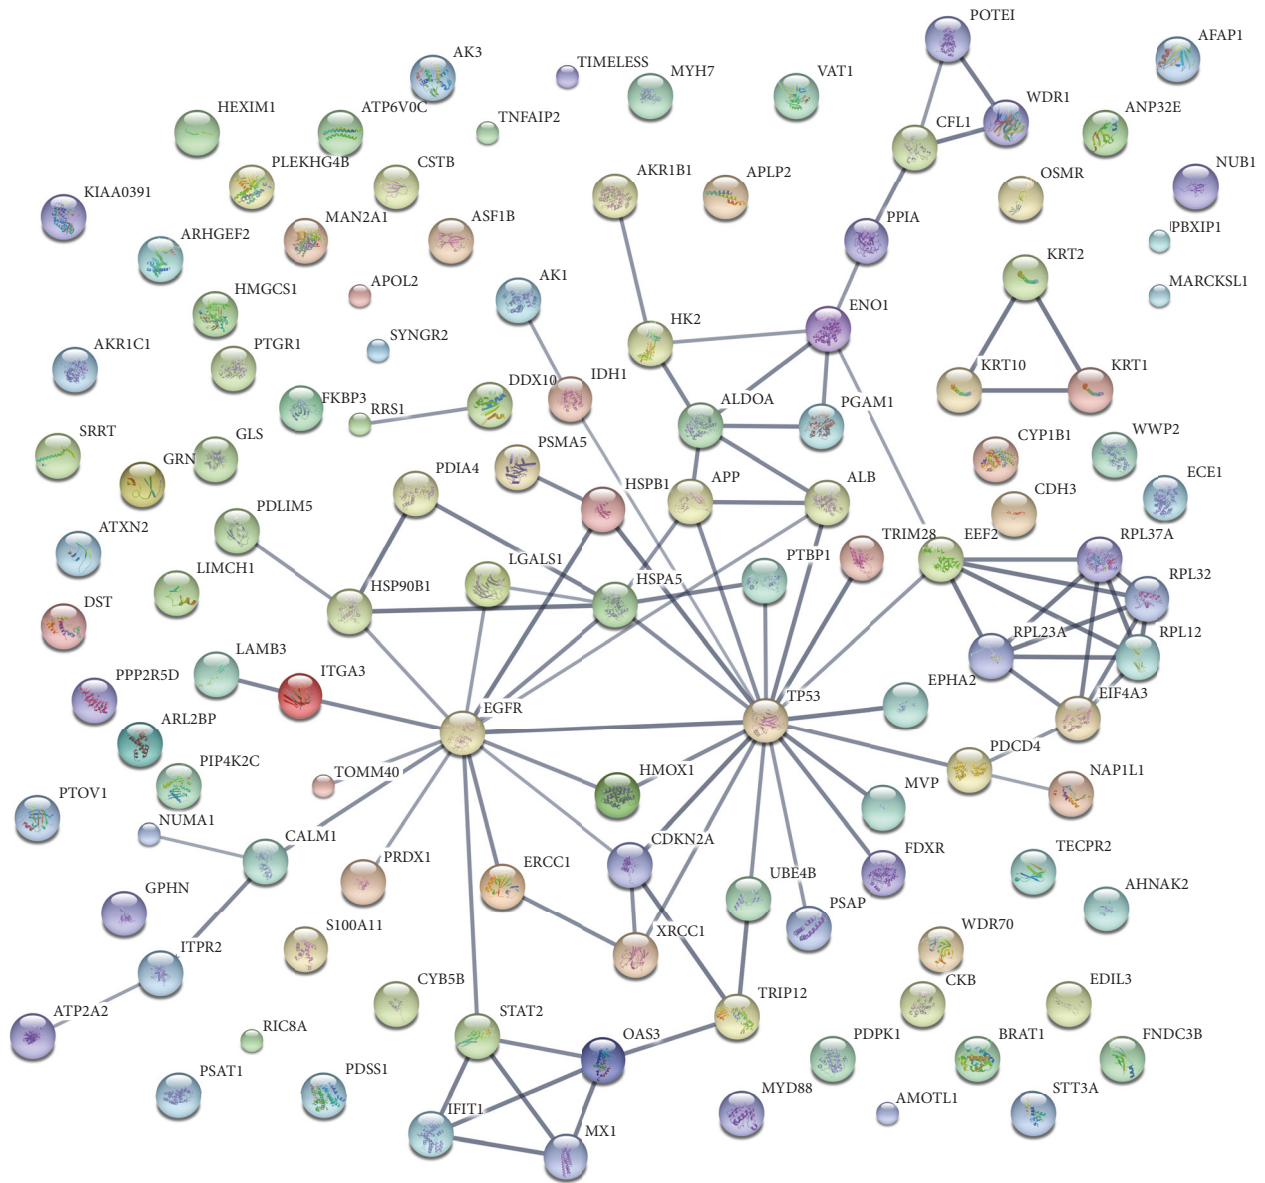 POTEI
AFAP1
AK3
TIMELESS
MYH7
VAT1
WDR1
HEXIM1
ATP6V0C
TNFAIP2
CFL1
ANP32E
PLEKHG4B
CSTB
AKR1B1
APLP2
OSMR
NUB1
KIAA0391
MAN2A1
ASF1B
PPIA
PBXIP1
ARHGEF2
KRT2
APOL2
AK1
MARCKSL1
HMGCS1
ENO1
HK2
SYNGR2
AKR1C1
PTGR1
IDH1
KRT10
KRT1
DDX10
FKBP3
RRS1
ALDOA
PGAM1
SRRT
GLS
PSMA5
CYP1B1
WWP2
GRN
PDIA4
HSPB1
APP
ALB
CDH3
ECE1
PDLIM5
ATXN2
TRIM28
EEF2
RPL37A
LGALS1
HSPA5
PTBP1
LIMCH1
HSP90B1
RPL32
DST
RPL23A
RPL12
LAMB3
ITGA3
PPP2R5D
EGFR
TP53
EPHA2
EIF4A3
ARL2BP
PDCD4
PIP4K2C
TOMM40
HMOX1
MVP
NAP1L1
PTOV1
NUMA1
CALM1
PRDX1
ERCC1
CDKN2A
UBE4B
FDXR
TECPR2
GPHN
PSAP
AHNAK2
S100A11
XRCC1
WDR70
ITPR2
CYB5B
CKB
EDIL3
ATP2A2
STAT2
TRIP12
RIC8A
OAS3
PDPK1
BRAT1
FNDC3B
PSAT1
PDSS1
MYD88
AMOTL1
STT3A
IFIT1
MX1